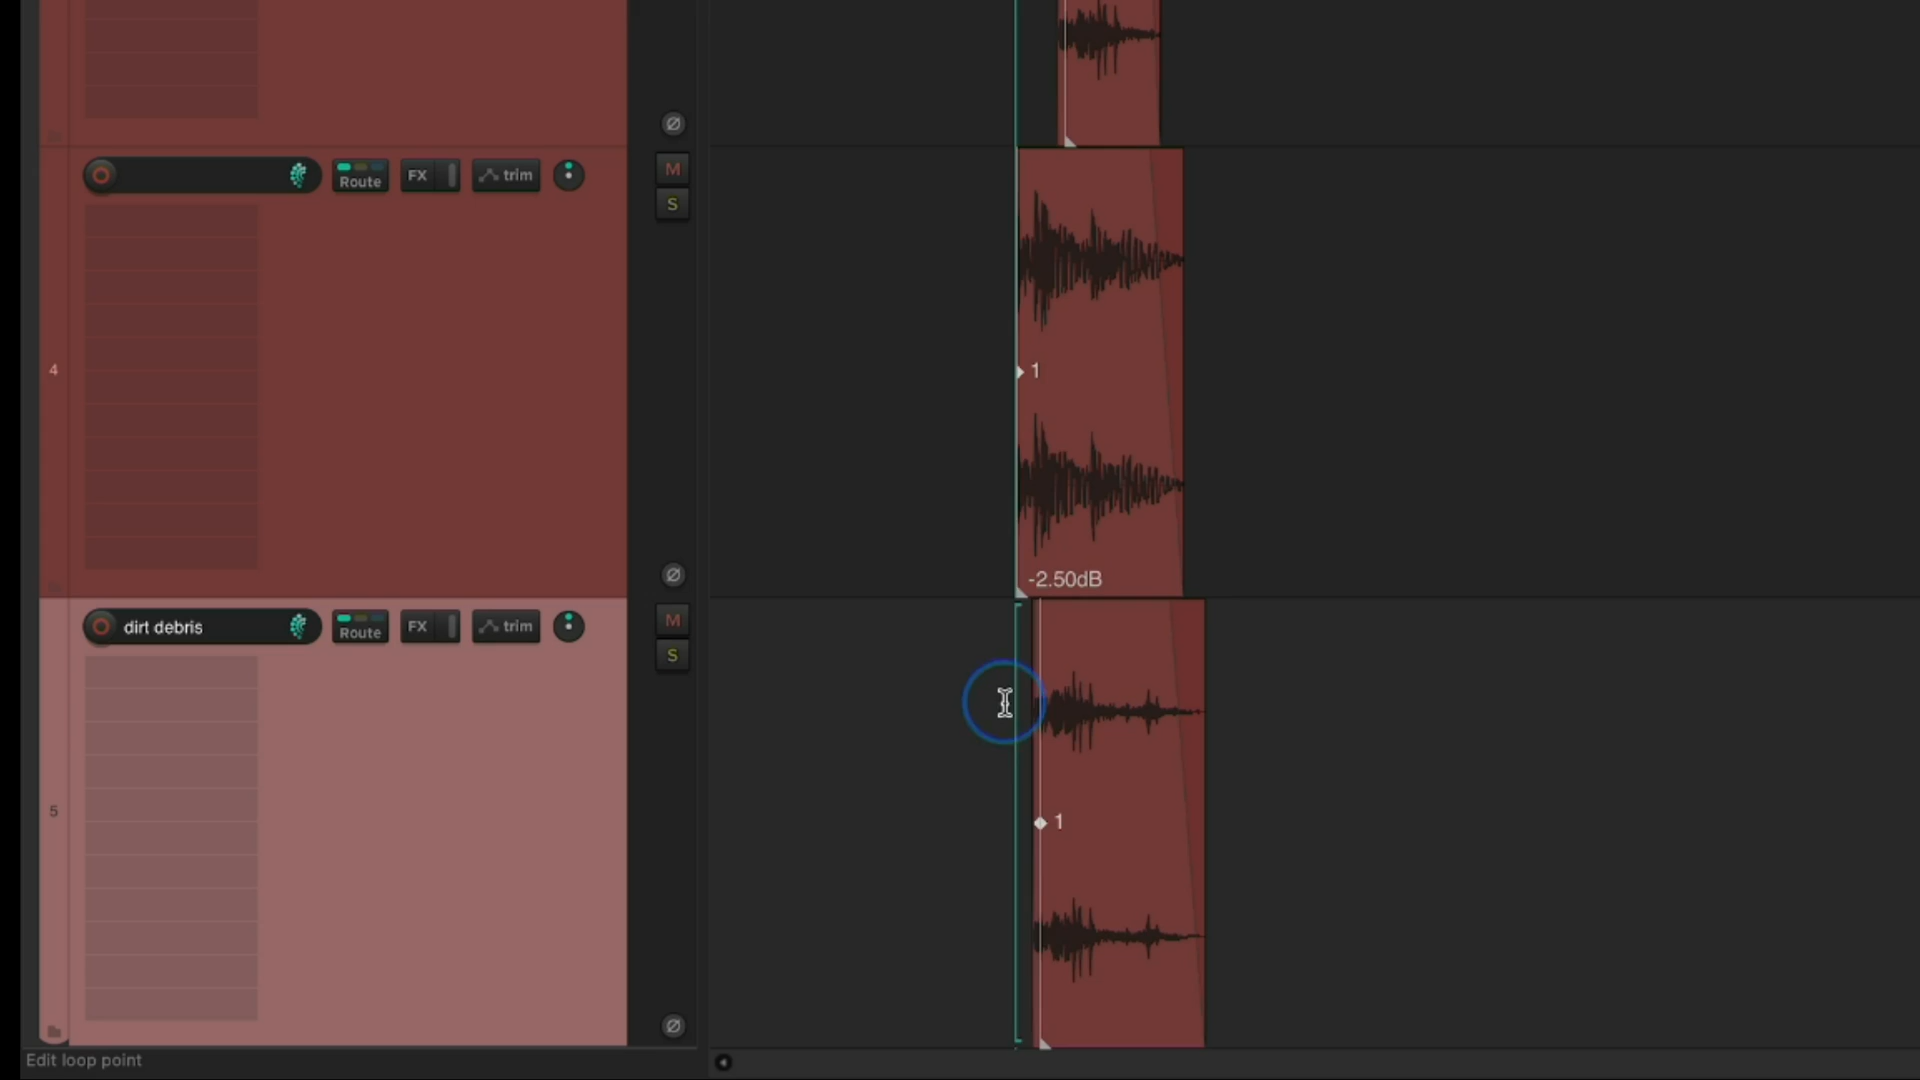 Route FX trim
M
S
4
1
-2.50dB
dirt debris Route FX trim
M
S
5
1
Edit loop point